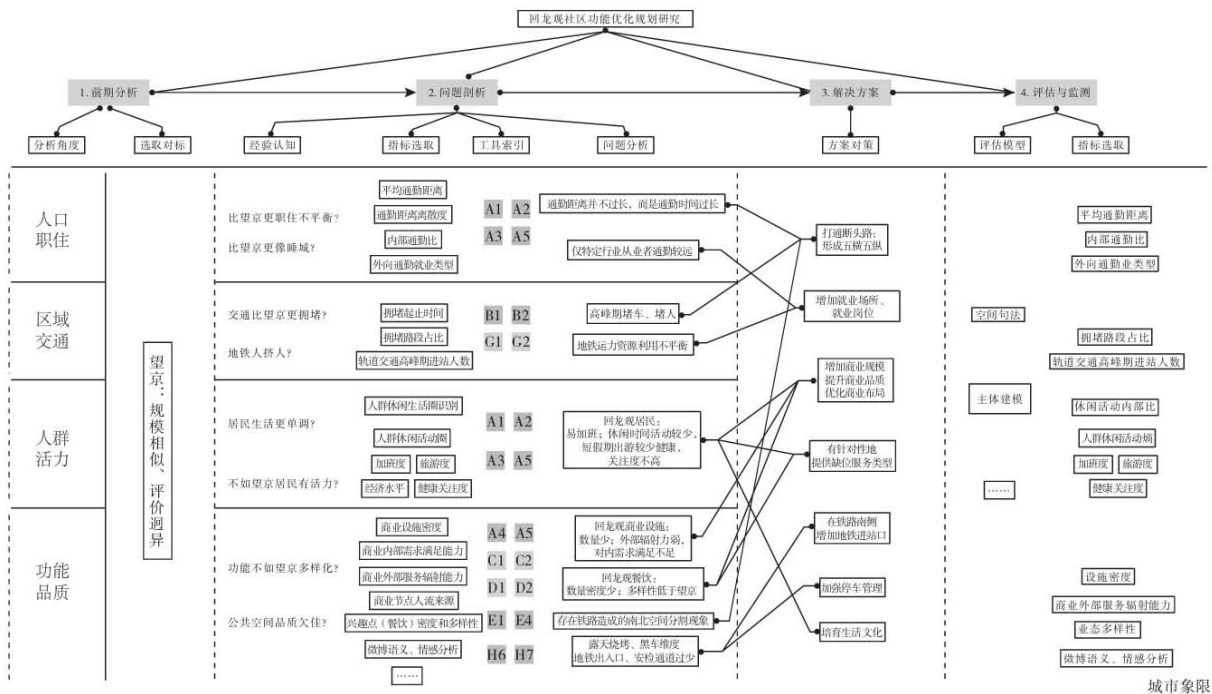 回龙观社区功能优化规划研究
1. 前期分析
2. 问题剖析
3. 解决方案
4. 评估与监测
分析角度
选取对标
经验认知
指标选取
工具索引
问题分析
方案对策
评估模型
指标选取
人口
职住
区域
交通
人群
活力
功能
品质
望京：规模相似、评价迥异
比望京更职住不平衡?
比望京更像睡城?
平均通勤距离
通勤距离离散度
内部通勤比
外向通勤就业类型
A1 A2
A3 A5
通勤距离并不过长、而是通勤时间过长
仅特定行业从业者通勤较远
打通断头路；
形成五横五纵
平均通勤距离
内部通勤比
外向通勤业类型
交通比望京更拥堵?
地铁人挤人?
拥堵起止时间
拥堵路段占比
轨道交通高峰期进站人数
B1 B2
G1 G2
高峰期堵车、堵人
地铁运力资源利用不平衡
增加就业场所、
就业岗位
空间句法
拥堵路段占比
轨道交通高峰期进站人数
居民生活更单调?
不如望京居民有活力?
人群休闲生活圈识别
人群休闲活动圈
加班度 旅游度
经济水平 健康关注度
A1 A2
A3 A5
回龙观居民：
易加班；休闲时间活动较少，
短假期出游较少健康，
关注度不高
增加商业规模
提升商业品质
优化商业布局
有针对性地
提供缺位服务类型
主体建模
……
休闲活动内部比
人群休闲活动熵
加班度 旅游度
健康关注度
功能不如望京多样化?
公共空间品质欠佳?
商业设施密度
商业内部需求满足能力
商业外部服务辐射能力
商业节点人流来源
兴趣点（餐饮）密度和多样性
微博语义、情感分析
……
A4 A5
C1 C2
D1 D2
E1 E4
H6 H7
回龙观商业设施；
数量少；外部辐射力弱，
对内需求满足不足
回龙观餐饮；
数量密度少；多样性低于望京
存在铁路造成的南北空间分割现象
露天烧烤、黑车维度
地铁出入口、安检通道过少
在铁路南侧
增加地铁进站口
加强停车管理
培育生活文化
设施密度
商业外部服务辐射能力
业态多样性
微博语义、情感分析
城市象限